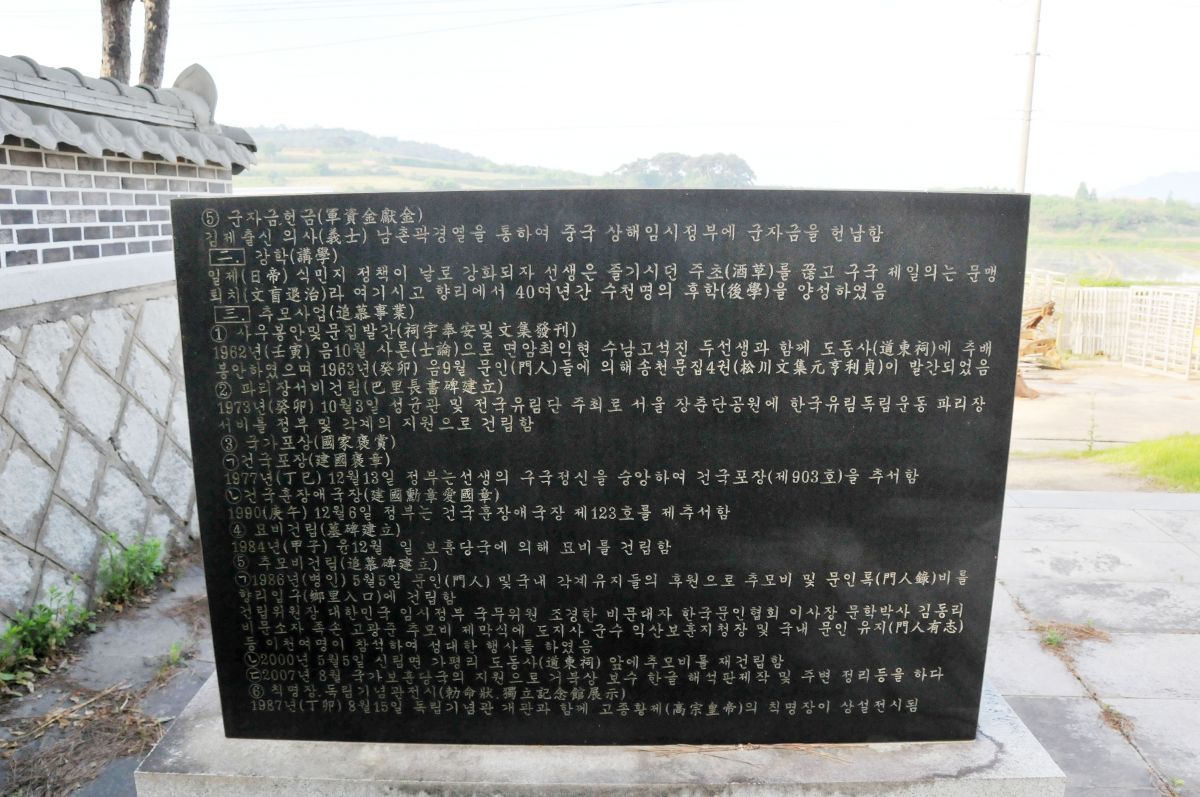 ⑤ 군자금헌금(軍資金獻金)
김제출신 의사(義士) 남촌곽경열을 통하여 중국 상해임시정부에 군자금을 헌납함
二. 강학(講學)
일제(日帝) 식민지 정책이 날로 강화되자 선생은 즐기시던 주초(酒草)를 끊고 구국 제일의는 문맹
퇴치(文盲退治)라 여기시고 향리에서 40여년간 수천명의 후학(後學)을 양성하였음
三. 추모사업(追慕事業)
① 사우봉안및문집발간(祠宇奉安및文集發刊)
1962년(壬寅) 음10월 사론(士論)으로 면암최익현 수남고석진 두선생과 함께 도동사(道東祠)에 추배
봉안하였으며 1963년(癸卯) 음9월 문인(門人)들에 의해송천문집4권(松川文集元亨利貞)이 발간되었음
② 파리장서비건립(巴里長書碑建立)
1973년(癸卯) 10월3일 성균관 및 전국유림단 주최로 서울 장춘단공원에 한국유림독립운동 파리장
서비를 정부 및 각계의 지원으로 건립함
③ 국가포상(國家褒賞)
㉠건국포장(建國褒章)
1977년(丁巳) 12월13일 정부는선생의 구국정신을 숭앙하여 건국포장(제903호)을 추서함
㉡건국훈장애국장(建國勳章愛國章)
1990(庚午) 12월6일 정부는 건국훈장애국장 제123호를 제추서함
④ 묘비건립(墓碑建立)
1984년(甲子) 윤12월 일 보훈당국에 의해 묘비를 건립함
⑤ 추모비건립(追慕碑建立)
㉠1986년(병인) 5월5일 문인(門人) 및국내 각계유지들의 후원으로 추모비 및 문인록(門人錄)비를
향리입구(鄕里入口)에 건립함
건립위원장 대한민국 임시정부 국무위원 조경한 비문대자 한국문인협회 이사장 문학박사 김동리
비문소자 족손 고광 추모비 제막식에 도지사 군수 익산보훈지청장 및 국내 문인 유지(門人有志)
등 이천여명이 참석하여 성대한 행사를 하였음
㉡2000년 5월5일 신림면 가평리 도동사(道東祠) 앞에추모비를 재건립함
㉢2007년 8월 국가보훈당국의 지원으로 거북상 보수 한글 해석판제작 및 주변 정리등을 하다
⑥ 칙명장.독립기념관전시(勅命狀.獨立記念館展示)
1987년(丁卯) 8월15일 독립기념관 개관과 함께 고종황제(高宗皇帝)의 칙명장이 상설전시됨